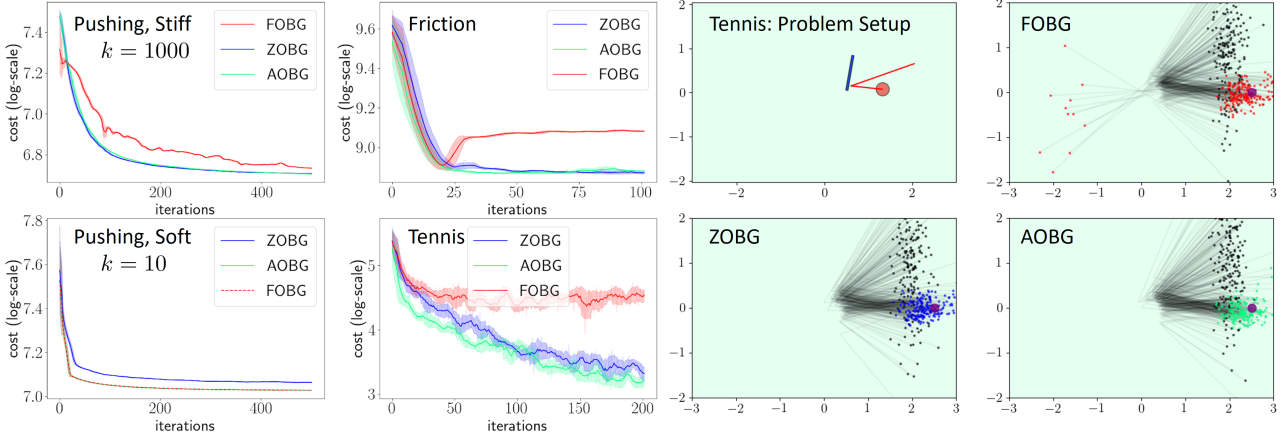 Pushing, Stiff
k = 1000
FOBG
ZOBG
AOBG
cost (log-scale)
7.4
7.2
7.0
6.8
0
200
400
iterations
Friction
ZOBG
AOBG
FOBG
cost (log-scale)
9.6
9.4
9.2
9.0
0
25
50
75
101
iterations
Tennis: Problem Setup
2
1
0
−1
−2
−2
0
2
FOBG
2
1
0
−1
−2
−3
−2
−1
0
1
2
3
Pushing, Soft
k = 10
ZOBG
AOBG
FOBG
cost (log-scale)
7.8
7.6
7.4
7.2
7.0
0
200
400
iterations
Tennis
ZOBG
AOBG
FOBG
cost (log-scale)
5
4
3
0
50
100
150
200
iterations
ZOBG
2
1
0
−1
−2
−3
−2
−1
0
1
2
3
AOBG
2
1
0
−1
−2
−3
−2
−1
0
1
2
3